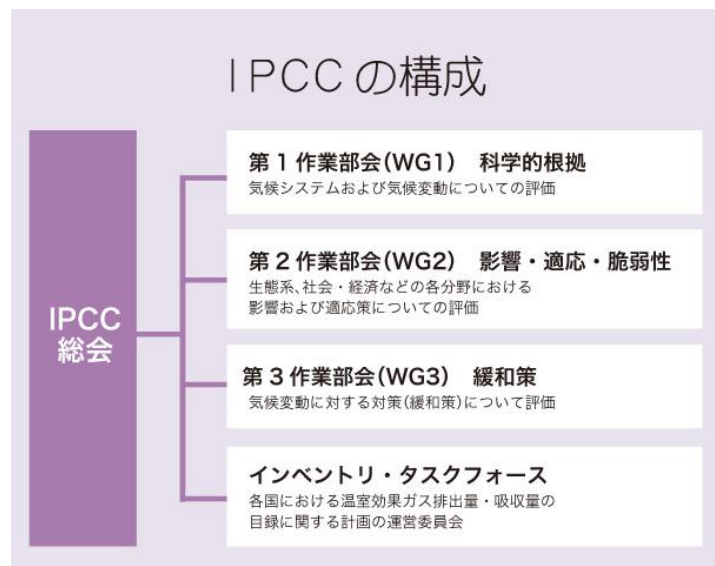 IPCCの構成
IPCC
総会
第1作業部会(WG1) 科学的根拠
気候システムおよび気候変動についての評価
第2作業部会(WG2) 影響・適応・脆弱性
生態系、社会・経済などの各分野における
影響および適応策についての評価
第3作業部会(WG3) 緩和策
気候変動に対する対策(緩和策)について評価
インベントリ・タスクフォース
各国における温室効果ガス排出量・吸収量の
目録に関する計画の運営委員会